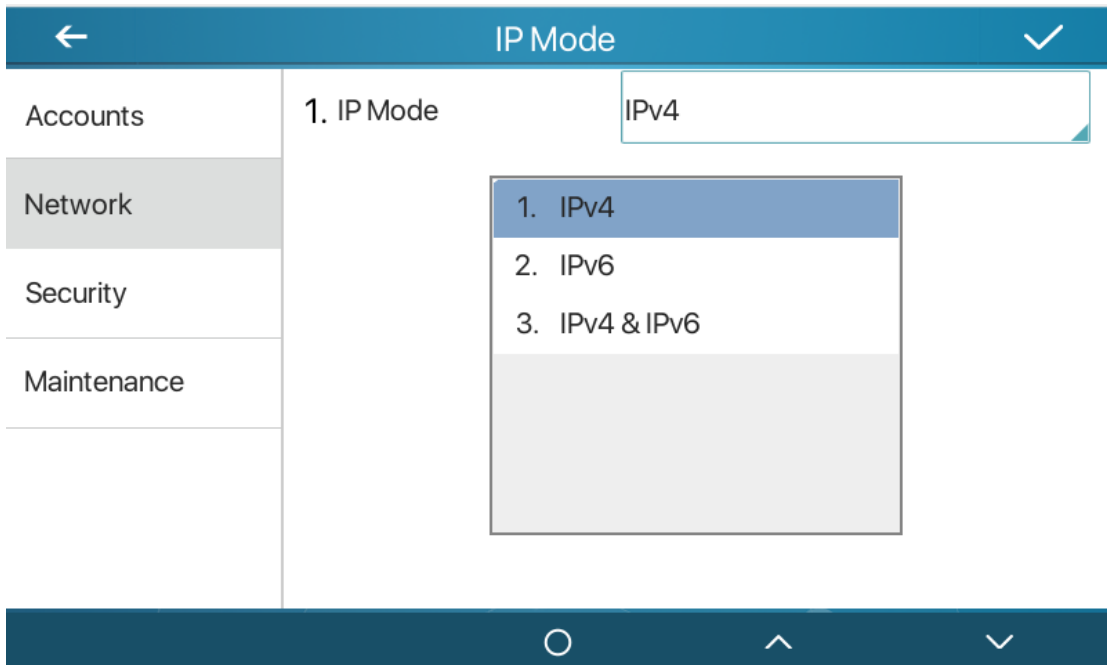 IP Mode
Accounts
Network
Security
Maintenance
1. IP Mode
IPv4
1. IPv4
2. IPv6
3. IPv4 & IPv6